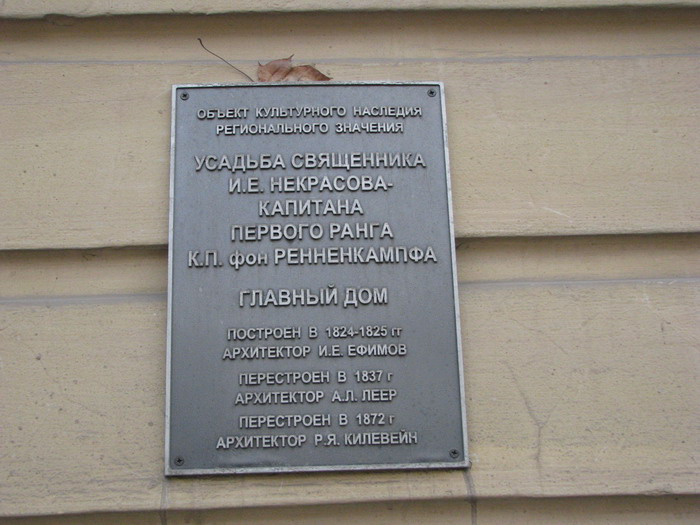 ОБЪЕКТ КУЛЬТУРНОГО НАСЛЕДИЯ
РЕГИОНАЛЬНОГО ЗНАЧЕНИЯ
УСАДЬБА СВЯЩЕННИКА
И.Е. НЕКРАСОВА-
КАПИТАНА
ПЕРВОГО РАНГА
К.П. фон РЕННЕНКАМПФА
ГЛАВНЫЙ ДОМ
ПОСТРОЕН В 1824-1825 гг
АРХИТЕКТОР И.Е. ЕФИМОВ
ПЕРЕСТРОЕН В 1837 г
АРХИТЕКТОР А.Л. ЛЕЕР
ПЕРЕСТРОЕН В 1872 г
АРХИТЕКТОР Р.Я. КИЛЕВЕЙН